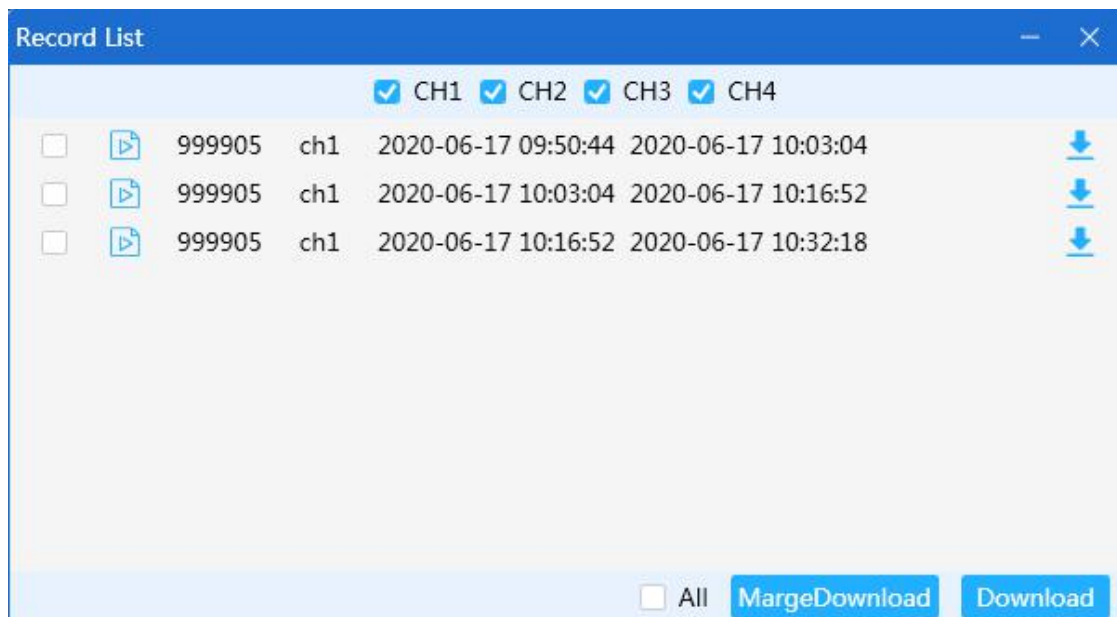 Record List
CH1 CH2 CH3 CH4
999905 ch1 2020-06-17 09:50:44 2020-06-17 10:03:04
999905 ch1 2020-06-17 10:03:04 2020-06-17 10:16:52
999905 ch1 2020-06-17 10:16:52 2020-06-17 10:32:18
All MargeDownload Download